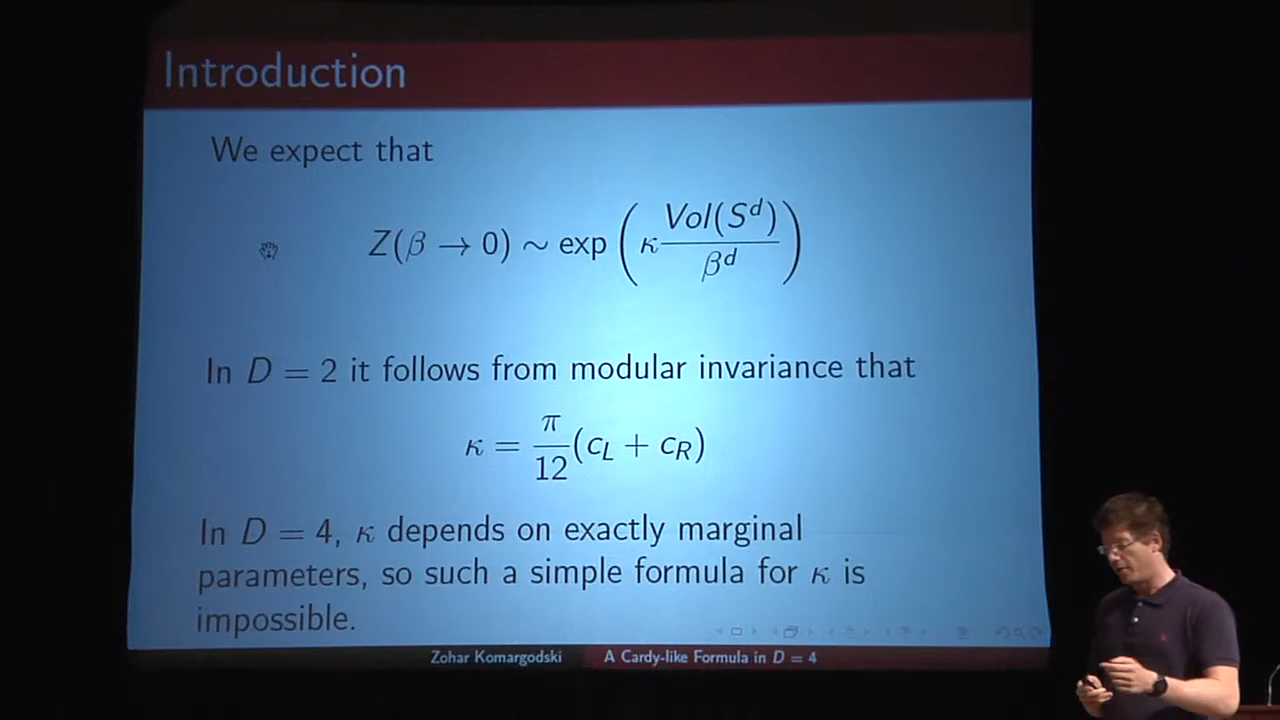 Introduction
We expect that
Z(β → 0) ~ exp(κ Vol(S^d)/β^d)
In D = 2 it follows from modular invariance that
κ = π/12 (c_L + c_R)
In D = 4, κ depends on exactly marginal
parameters, so such a simple formula for κ is
impossible.
Zohar Komargodski A Cardy-like Formula in D = 4